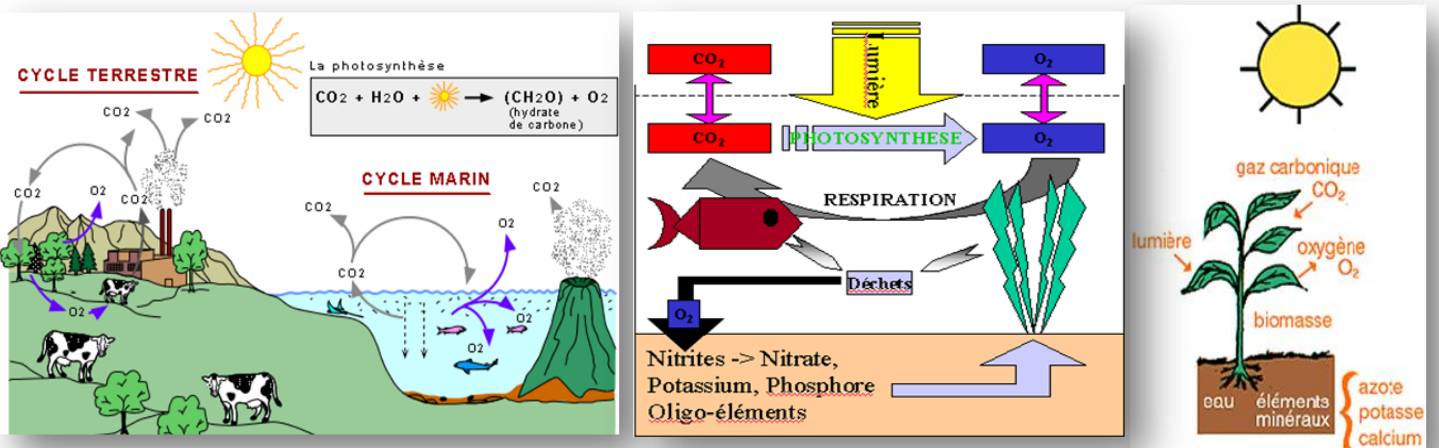 La photosynthèse
CYCLE TERRESTRE
CO2 + H2O + → (CH2O) + O2
(hydrate
de carbone)
CO2
CO2
CYCLE MARIN
CO2
O2
CO2
CO2
CO2
O2
CO2
O2
O2
O2
O2
CO2
Lumière
O2
CO2
PHOTOSYNTHESE
O2
RESPIRATION
Déchets
O2
Nitrites -> Nitrate,
Potassium, Phosphore
Oligo-éléments
gaz carbonique
CO2
lumière
oxygène
O2
biomasse
eau
éléments
minéraux
azote
potasse
calcium